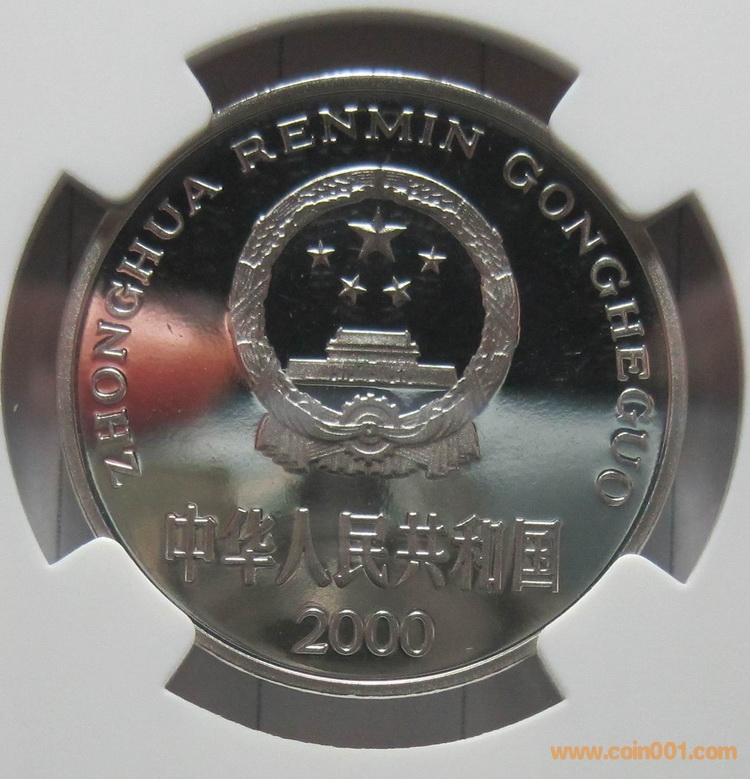 ZHONGHUA RENMIN GONGHEGUO
中华人民共和国
2000
www.coin001.com